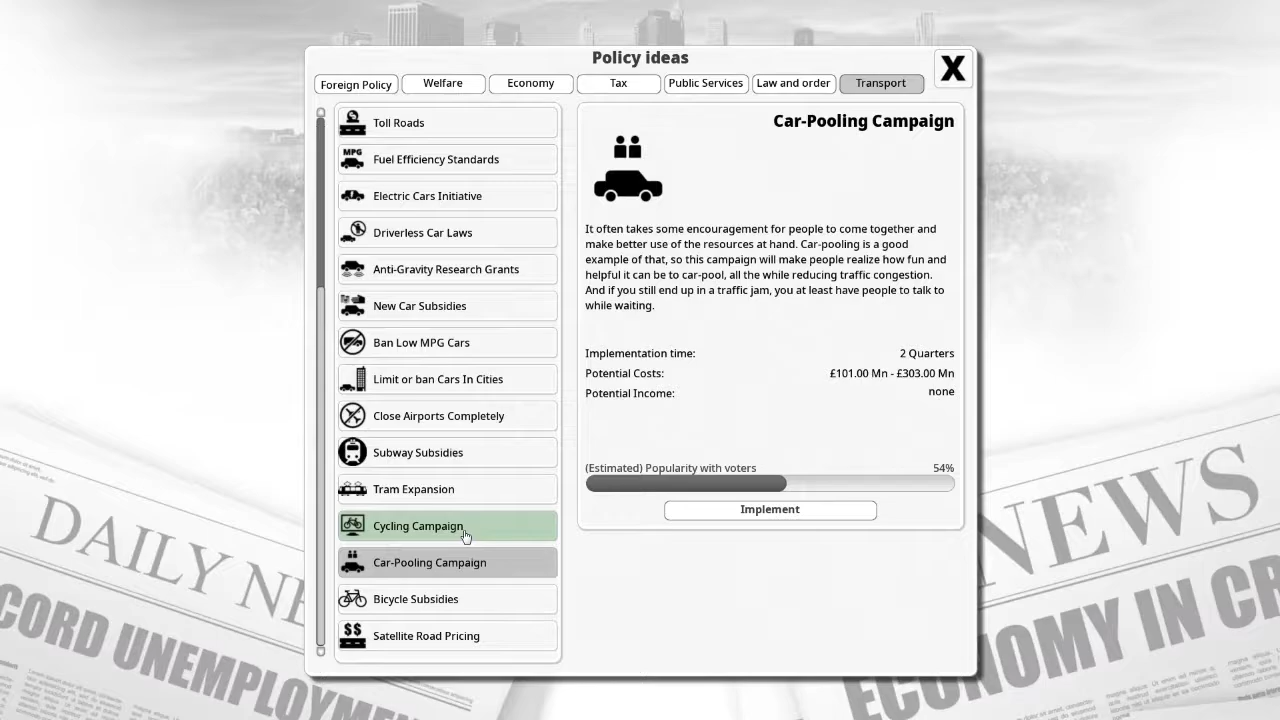 Policy ideas
X
Foreign Policy
Welfare
Economy
Tax
Public Services
Law and order
Transport
Toll Roads
MPG
Fuel Efficiency Standards
Electric Cars Initiative
Driverless Car Laws
Anti-Gravity Research Grants
New Car Subsidies
Ban Low MPG Cars
Limit or ban Cars In Cities
Close Airports Completely
Subway Subsidies
Tram Expansion
Cycling Campaign
Car-Pooling Campaign
Bicycle Subsidies
$$
Satellite Road Pricing
Car-Pooling Campaign
It often takes some encouragement for people to come together and
make better use of the resources at hand. Car-pooling is a good
example of that, so this campaign will make people realize how fun and
helpful it can be to car-pool, all the while reducing traffic congestion.
And if you still end up in a traffic jam, you at least have people to talk to
while waiting.
Implementation time: 2 Quarters
Potential Costs: £101.00 Mn - £303.00 Mn
Potential Income: none
(Estimated) Popularity with voters 54%
Implement
DAILY NE
CORD UNEMPLOYM
NEWS
ECONOMY IN CR